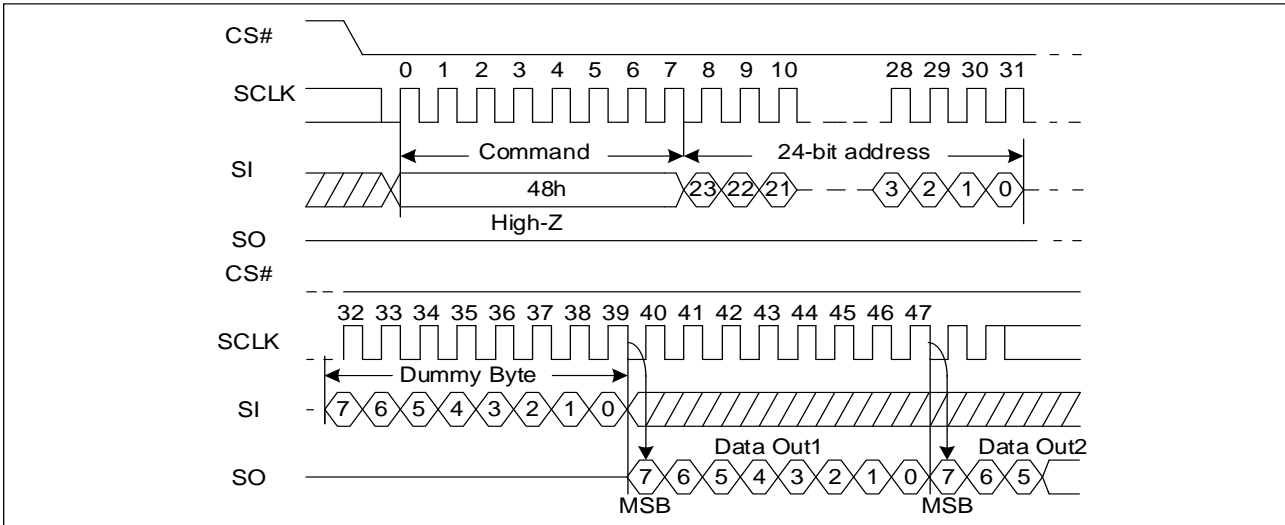 CS#
0 1 2 3 4 5 6 7 8 9 10 28 29 30 31
SCLK
Command 24-bit address
SI
48h 23 22 21 3 2 1 0
High-Z
SO
CS#
32 33 34 35 36 37 38 39 40 41 42 43 44 45 46 47
SCLK
Dummy Byte
SI 7 6 5 4 3 2 1 0
Data Out1 Data Out2
SO 7 6 5 4 3 2 1 0 7 6 5
MSB MSB